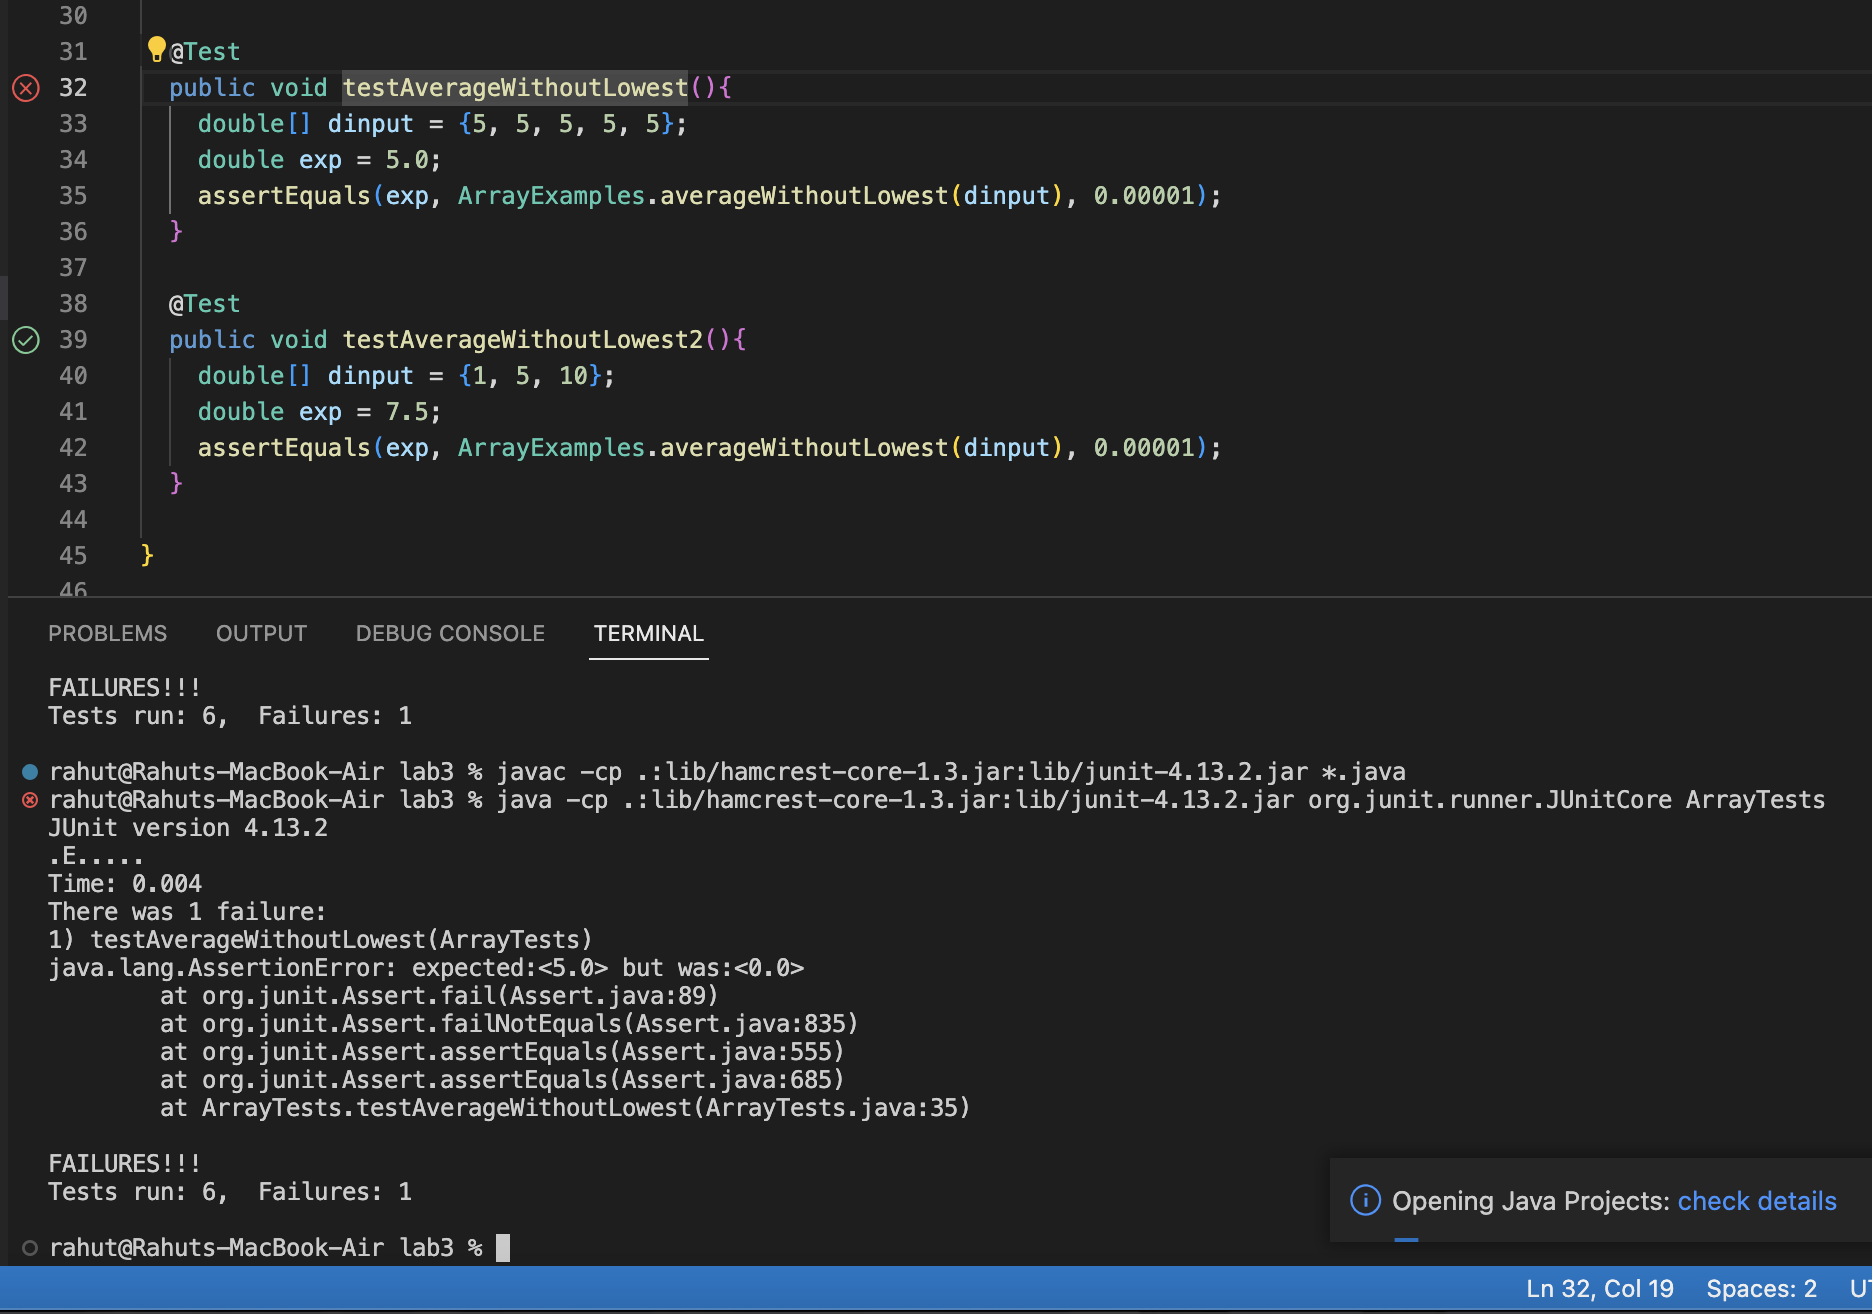 30
31 @Test
32 public void testAverageWithoutLowest(){
33 double[] dinput = {5, 5, 5, 5, 5};
34 double exp = 5.0;
35 assertEquals(exp, ArrayExamples.averageWithoutLowest(dinput), 0.00001);
36 }
37
38 @Test
39 public void testAverageWithoutLowest2(){
40 double[] dinput = {1, 5, 10};
41 double exp = 7.5;
42 assertEquals(exp, ArrayExamples.averageWithoutLowest(dinput), 0.00001);
43 }
44
45 }
46
PROBLEMS OUTPUT DEBUG CONSOLE TERMINAL
FAILURES!!!
Tests run: 6,  Failures: 1
rahut@Rahuts-MacBook-Air lab3 % javac -cp .:lib/hamcrest-core-1.3.jar:lib/junit-4.13.2.jar *.java
rahut@Rahuts-MacBook-Air lab3 % java -cp .:lib/hamcrest-core-1.3.jar:lib/junit-4.13.2.jar org.junit.runner.JUnitCore ArrayTests
JUnit version 4.13.2
.E.....
Time: 0.004
There was 1 failure:
1) testAverageWithoutLowest(ArrayTests)
java.lang.AssertionError: expected:<5.0> but was:<0.0>
at org.junit.Assert.fail(Assert.java:89)
at org.junit.Assert.failNotEquals(Assert.java:835)
at org.junit.Assert.assertEquals(Assert.java:555)
at org.junit.Assert.assertEquals(Assert.java:685)
at ArrayTests.testAverageWithoutLowest(ArrayTests.java:35)
FAILURES!!!
Tests run: 6,  Failures: 1
Opening Java Projects: check details
rahut@Rahuts-MacBook-Air lab3 %
Ln 32, Col 19 Spaces: 2